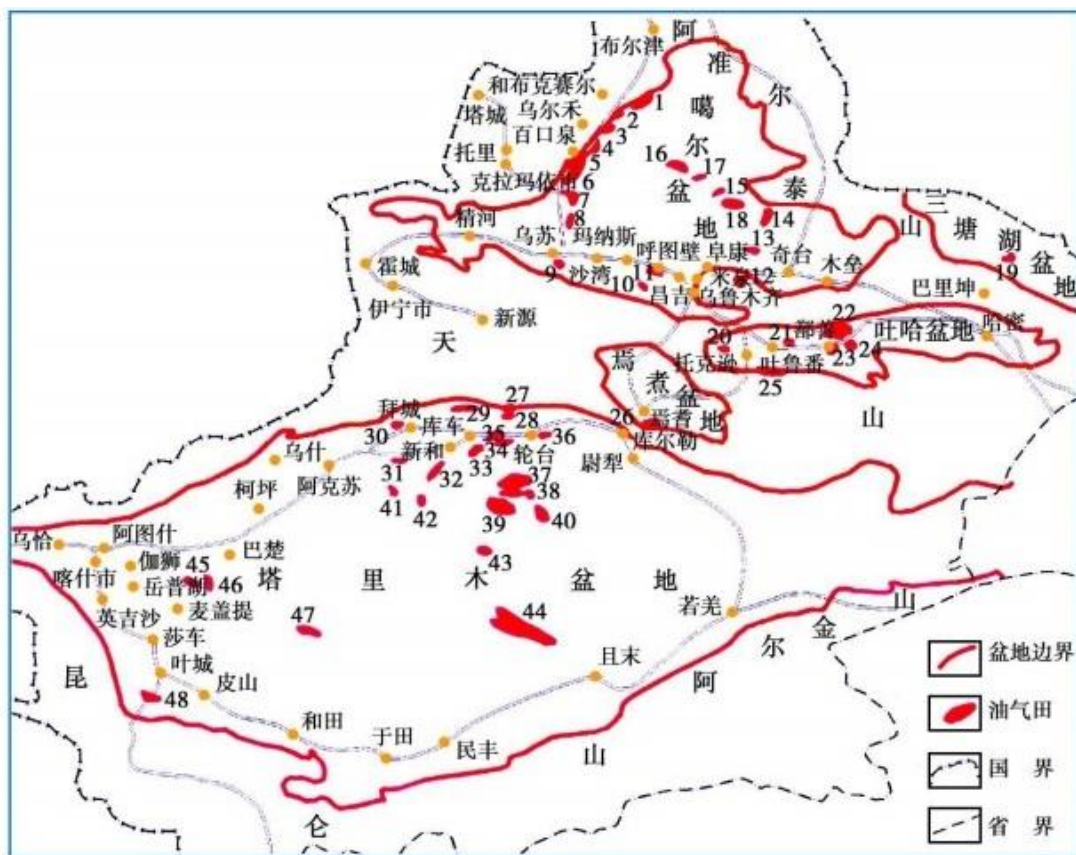 布尔津
阿
准
尔
和布克赛尔
塔城
乌尔禾
噶
1
2
百口泉
3
尔
托里
4
5
16
17
泰
克拉玛依市
6
盆
15
7
18
14
山
三
8
地
塘
精河
乌苏
玛纳斯
呼图壁
阜康
13
奇台
湖
霍城
9
沙湾
11
12
木垒
19
盆
10
昌吉
乌鲁木齐
巴里坤
地
伊宁市
新源
22
天
20
21
吐哈盆地
哈密
焉
托克逊
吐鲁番
23
24
煮
盆
25
27
26
焉耆
地
山
拜城
29
28
30
库车
35
36
库尔勒
新和
34
轮台
乌什
31
33
尉犁
阿克苏
32
37
柯坪
41
38
42
39
40
乌恰
阿图什
巴楚
43
伽狮
45
喀什市
岳普湖
46
塔
里
木
盆
地
英吉沙
麦盖提
47
44
若羌
山
莎车
金
昆
叶城
且末
尔
盆地边界
皮山
阿
48
油气田
和田
于田
民丰
山
国 界
仑
省 界